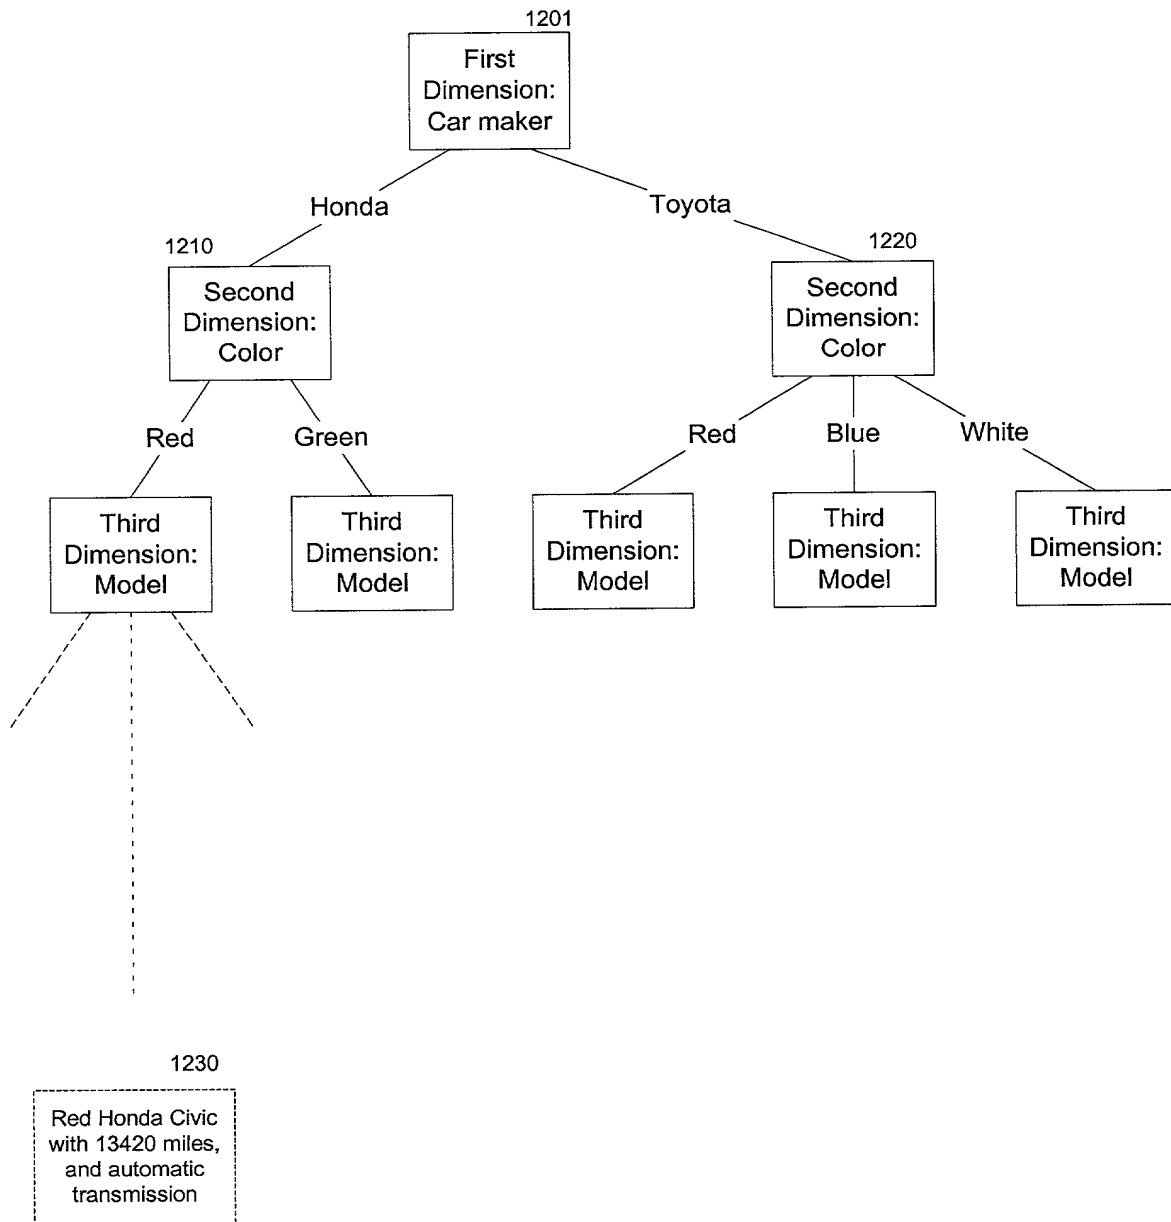 1201
First
Dimension:
Car maker
Honda
Toyota
1210
Second
Dimension:
Color
1220
Second
Dimension:
Color
Red
Green
Red
Blue
White
Third
Dimension:
Model
Third
Dimension:
Model
Third
Dimension:
Model
Third
Dimension:
Model
Third
Dimension:
Model
1230
Red Honda Civic
with 13420 miles,
and automatic
transmission